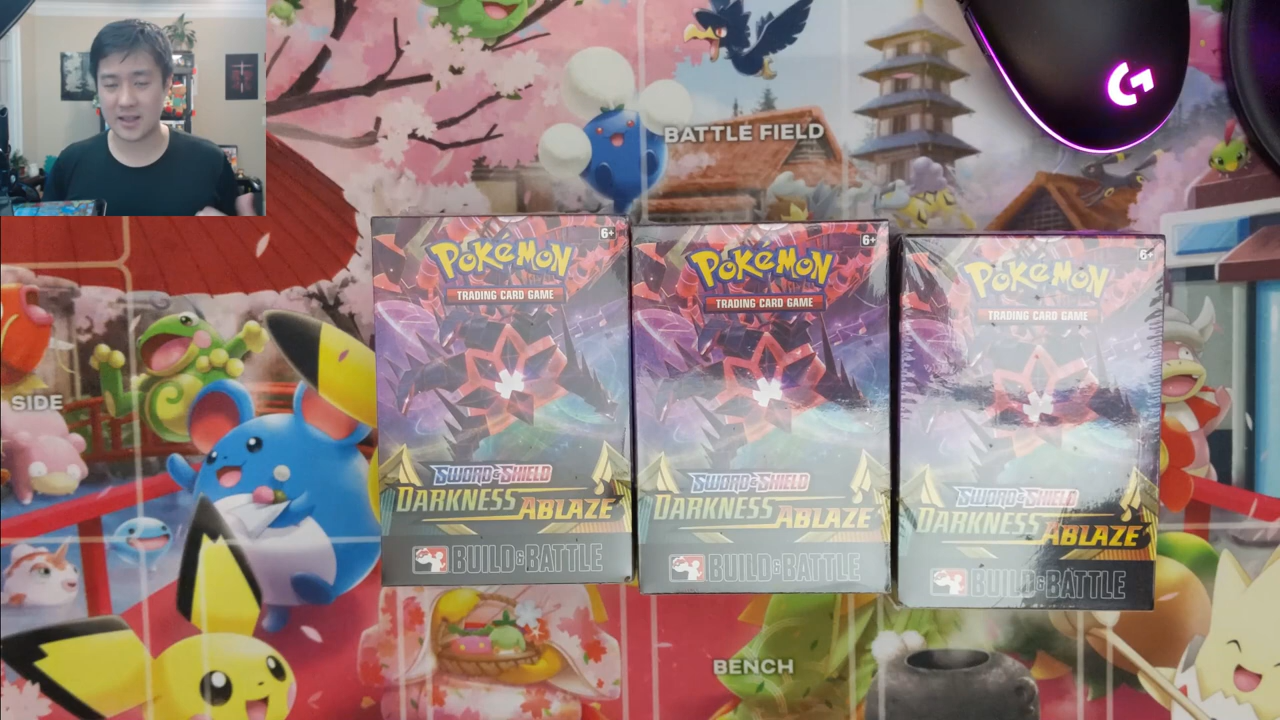 BATTLE FIELD
SIDE
6+
POKéMON
TRADING CARD GAME
SWORD & SHIELD
DARKNESS ABLAZE
BUILD & BATTLE
6+
POKéMON
TRADING CARD GAME
SWORD & SHIELD
DARKNESS ABLAZE
BUILD & BATTLE
6+
POKéMON
TRADING CARD GAME
SWORD & SHIELD
DARKNESS ABLAZE
BUILD & BATTLE
BENCH